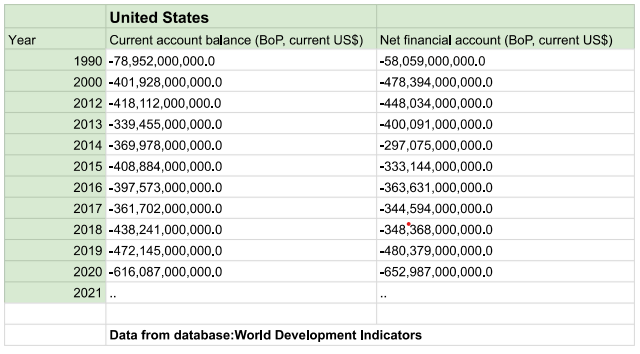 United States
Year Current account balance (BoP, current US$) Net financial account (BoP, current US$)
1990 -78,952,000,000.0 -58,059,000,000.0
2000 -401,928,000,000.0 -478,394,000,000.0
2012 -418,112,000,000.0 -448,034,000,000.0
2013 -339,455,000,000.0 -400,091,000,000.0
2014 -369,978,000,000.0 -297,075,000,000.0
2015 -408,884,000,000.0 -333,144,000,000.0
2016 -397,573,000,000.0 -363,631,000,000.0
2017 -361,702,000,000.0 -344,594,000,000.0
2018 -438,241,000,000.0 -348,368,000,000.0
2019 -472,145,000,000.0 -480,379,000,000.0
2020 -616,087,000,000.0 -652,987,000,000.0
2021 .. ..
Data from database:World Development Indicators